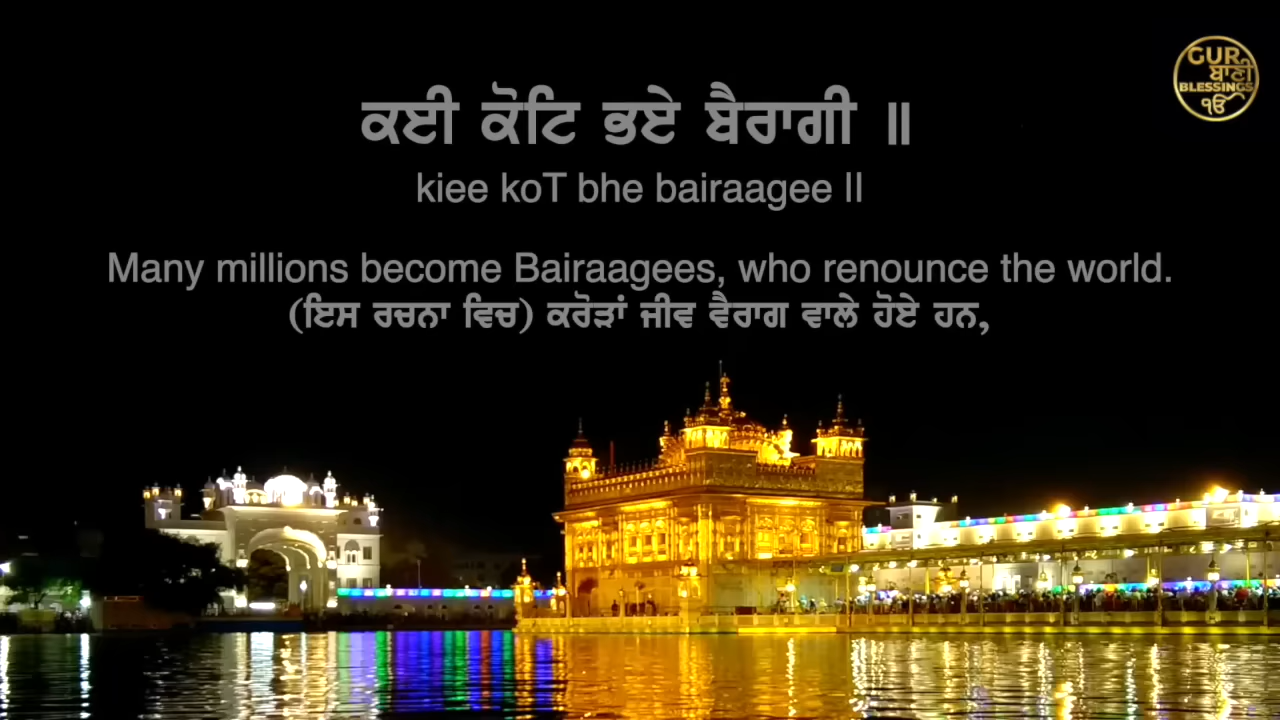 ਕਈ ਕੋਟਿ ਭਏ ਬੈਰਾਗੀ ॥
kiee koT bhe bairaagee ||
Many millions become Bairaagees, who renounce the world.
(ਇਸ ਰਚਨਾ ਵਿਚ) ਕਰੋੜਾਂ ਜੀਵ ਵੈਰਾਗ ਵਾਲੇ ਹੋਏ ਹਨ,
GUR
ਬਾਣੀ
BLESSINGS
ੴ